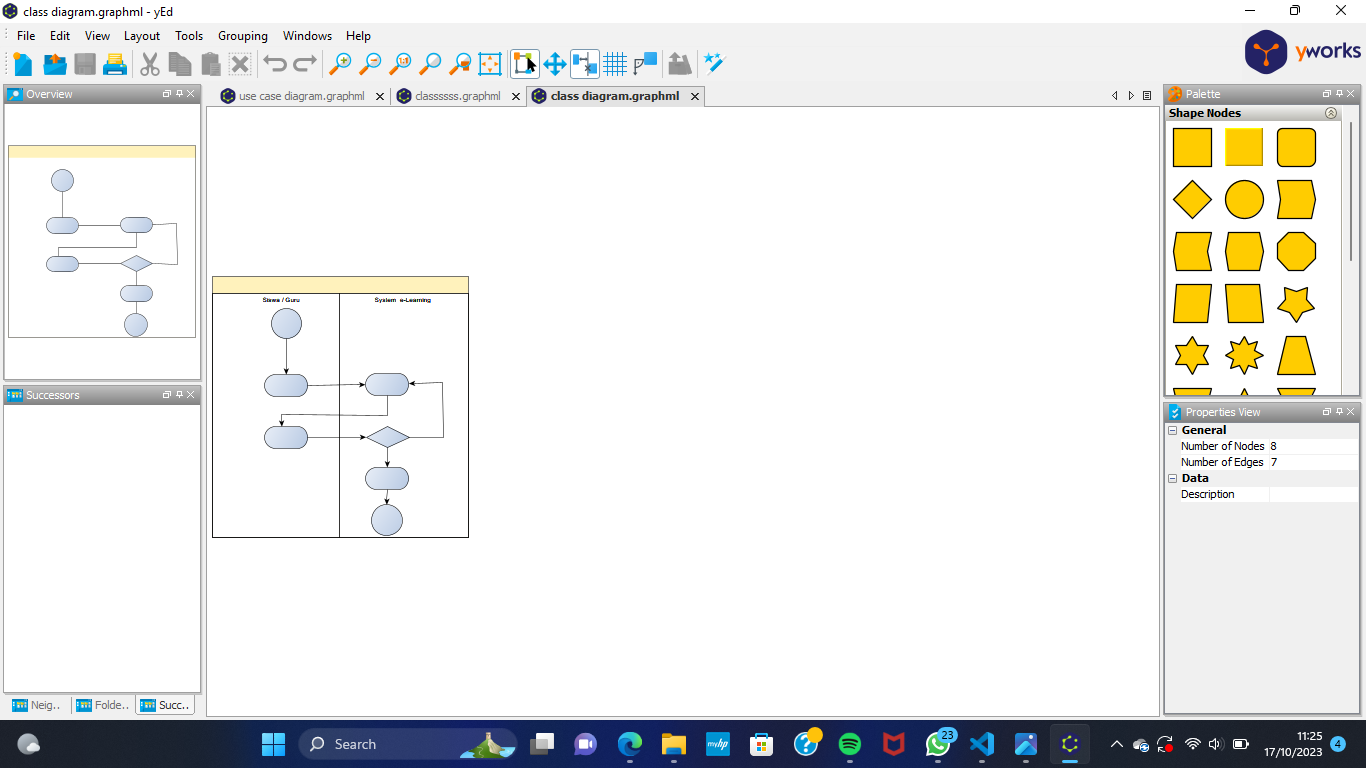 class diagram.graphml - yEd
File Edit View Layout Tools Grouping Windows Help
yworks
Overview
use case diagram.graphml
classssss.graphml
class diagram.graphml
Palette
Shape Nodes
Siswa / Guru
System e-Learning
Successors
Properties View
General
Number of Nodes 8
Number of Edges 7
Data
Description
Neig..
Folde..
Succ..
Search
myhp
23
11:25
17/10/2023
4